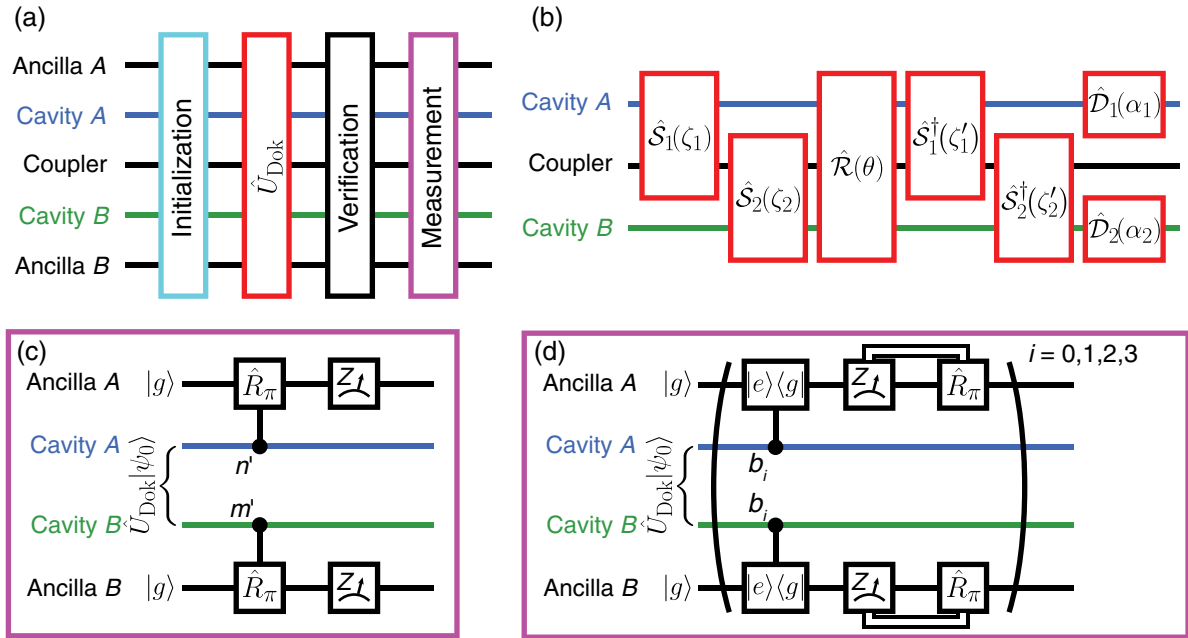 (a)
Ancilla A
Cavity A
Coupler
Cavity B
Ancilla B
Initialization
Û_Dok
Verification
Measurement
(b)
Cavity A
Coupler
Cavity B
Ŝ₁(ζ₁)
Ŝ₂(ζ₂)
R̂(θ)
Ŝ₁†(ζ₁′)
Ŝ₂†(ζ₂′)
D̂₁(α₁)
D̂₂(α₂)
(c)
Ancilla A |g⟩ R̂_π Z
Cavity A
n'
Û_Dok|ψ₀⟩
m'
Cavity B
Ancilla B |g⟩ R̂_π Z
(d)
i = 0,1,2,3
Ancilla A |g⟩ |e⟩⟨g| Z R̂_π
Cavity A
b_i
Û_Dok|ψ₀⟩
b_i
Cavity B
Ancilla B |g⟩ |e⟩⟨g| Z R̂_π